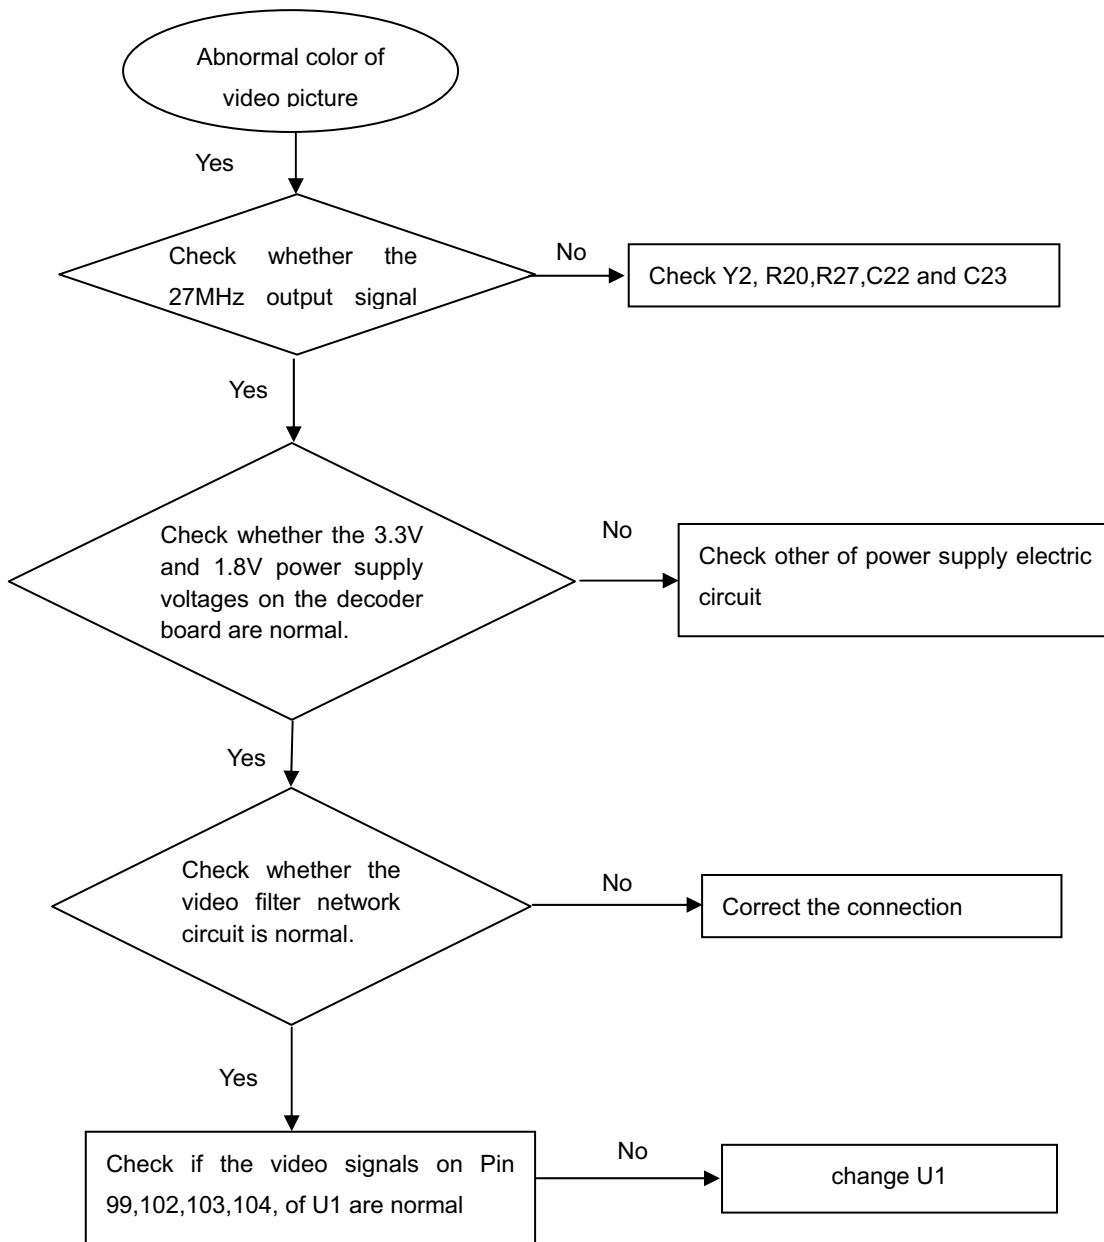 Abnormal color of
video picture
Yes
Check whether the
27MHz output signal
No
Check Y2, R20,R27,C22 and C23
Yes
Check whether the 3.3V
and 1.8V power supply
voltages on the decoder
board are normal.
No
Check other of power supply electric
circuit
Yes
Check whether the
video filter network
circuit is normal.
No
Correct the connection
Yes
Check if the video signals on Pin
99,102,103,104, of U1 are normal
No
change U1